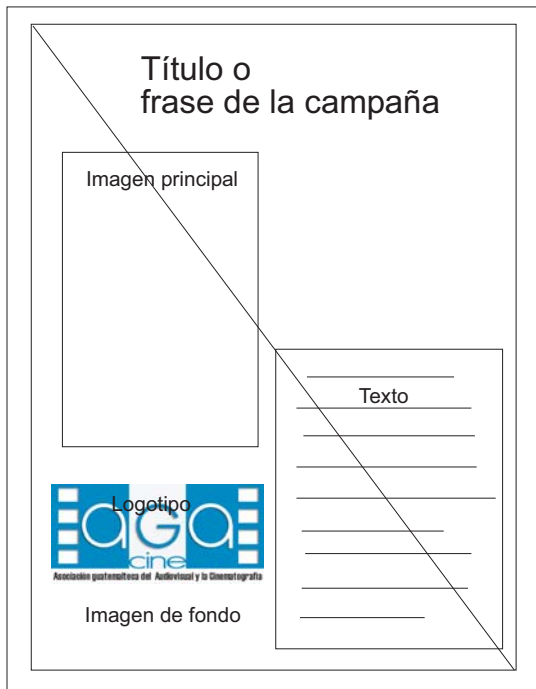 Título o
frase de la campaña
Imagen principal
Texto
Logotipo
aGa
cine
Asociación guatemalteca del Audiovisual y la Cinematografía
Imagen de fondo